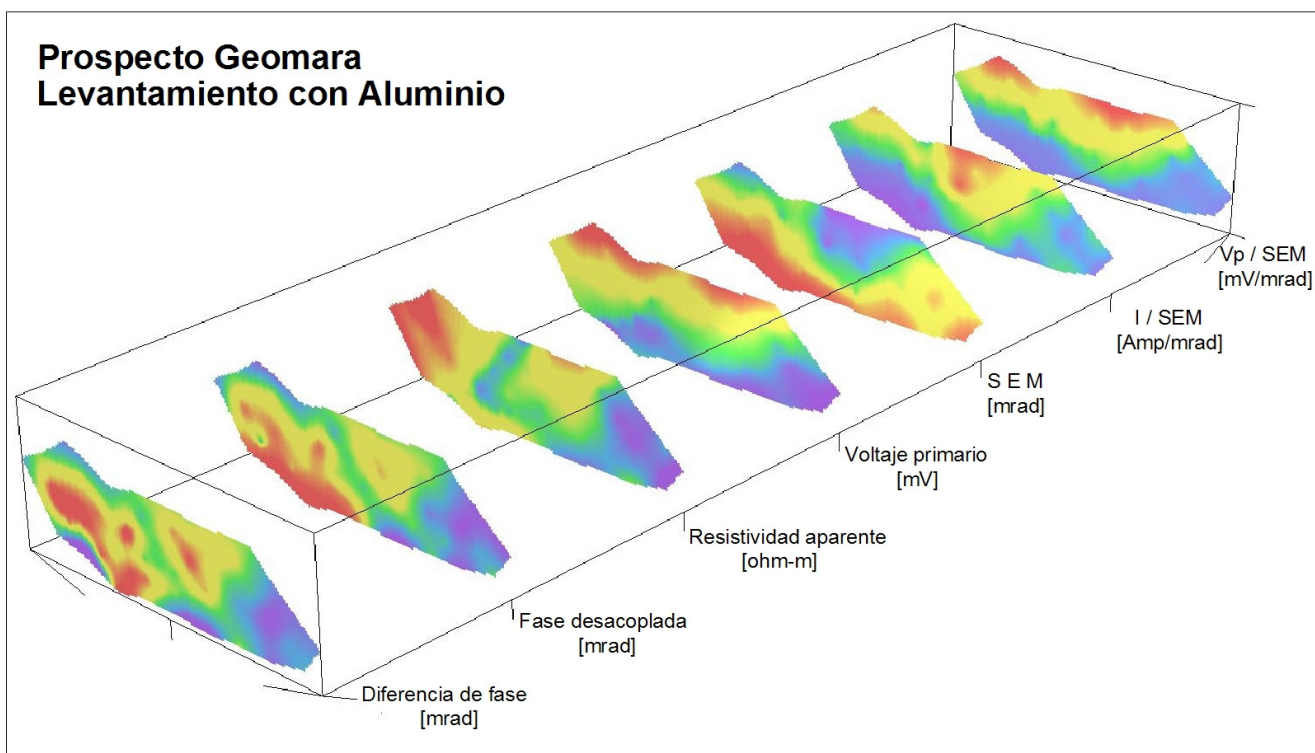 Prospecto Geomara
Levantamiento con Aluminio
Vp / SEM
[mV/mrad]
I / SEM
[Amp/mrad]
S E M
[mrad]
Voltaje primario
[mV]
Resistividad aparente
[ohm-m]
Fase desacoplada
[mrad]
Diferencia de fase
[mrad]